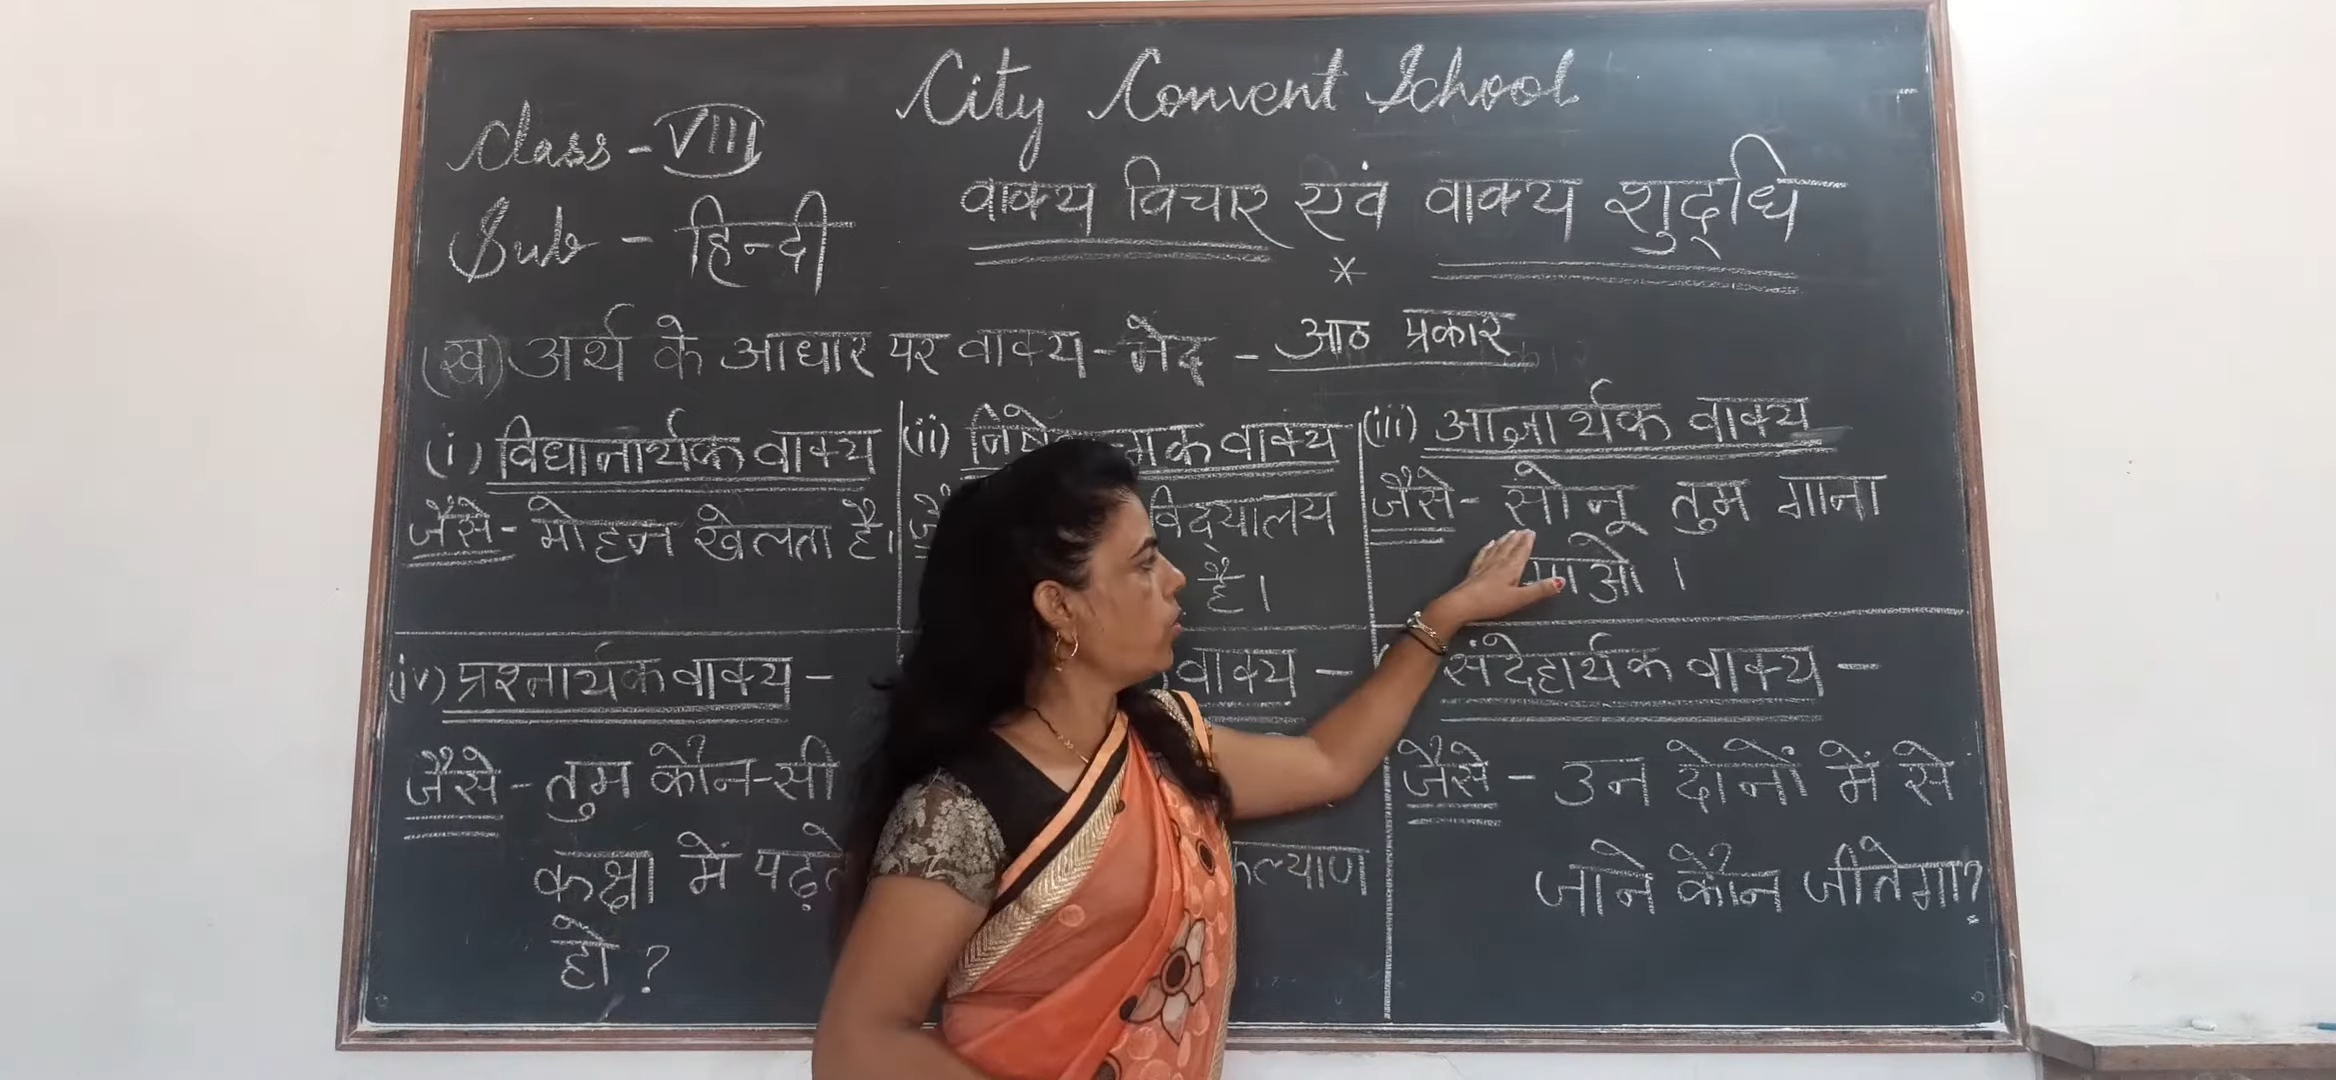 City Convent School
Class - VIII
वाक्य विचार एवं वाक्य शुद्धि
Sub - हिन्दी
*
(ख) अर्थ के आधार पर वाक्य-भेद - आठ प्रकार
(i) विधानार्थक वाक्य
जैसे - मोहन खेलता है।
(ii) वाक्य
विद्यालय
है।
(iii) आज्ञार्थक वाक्य
जैसे - सोनू तुम गाना
गाओ।
(iv) प्रश्नार्थक वाक्य -
जैसे - तुम कौन-सी
कक्षा में
हो ?
वाक्य -
कल्याण
संदेहार्थक वाक्य -
जैसे - उन दोनों में से
जाने कौन जीतेगा?